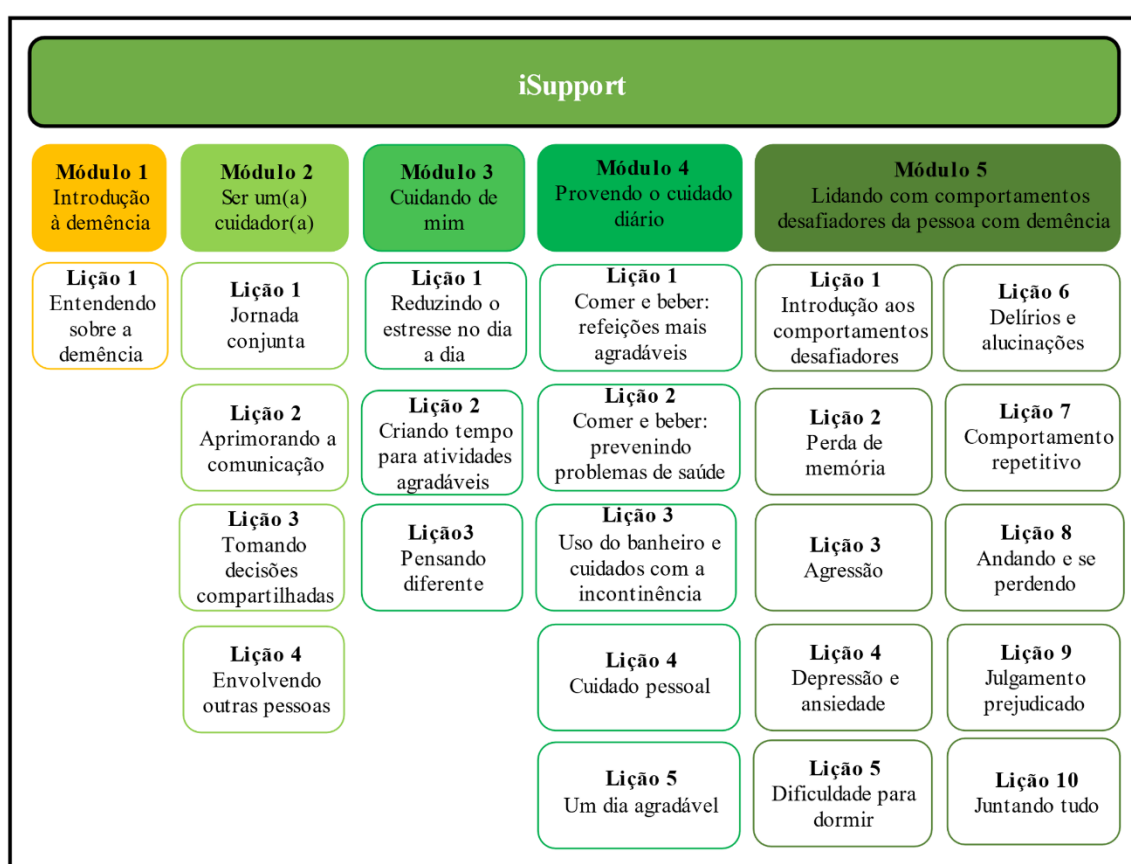 iSupport
Módulo 1
Introdução
à demência
Lição 1
Entendendo
sobre a
demência
Módulo 2
Ser um(a)
cuidador(a)
Lição 1
Jornada
conjunta
Lição 2
Aprimorando a
comunicação
Lição 3
Tomando
decisões
compartilhadas
Lição 4
Envolvendo
outras pessoas
Módulo 3
Cuidando de
mim
Lição 1
Reduzindo o
estresse no dia
a dia
Lição 2
Criando tempo
para atividades
agradáveis
Lição3
Pensando
diferente
Módulo 4
Provendo o cuidado
diário
Lição 1
Comer e beber:
refeições mais
agradáveis
Lição 2
Comer e beber:
prevenindo
problemas de saúde
Lição 3
Uso do banheiro e
cuidados com a
incontinência
Lição 4
Cuidado pessoal
Lição 5
Um dia agradável
Módulo 5
Lidando com comportamentos
desafiadores da pessoa com demência
Lição 1
Introdução aos
comportamentos
desafiadores
Lição 2
Perda de
memória
Lição 3
Agressão
Lição 4
Depressão e
ansiedade
Lição 5
Dificuldade para
dormir
Lição 6
Delírios e
alucinações
Lição 7
Comportamento
repetitivo
Lição 8
Andando e se
perdendo
Lição 9
Julgamento
prejudicado
Lição 10
Juntando tudo